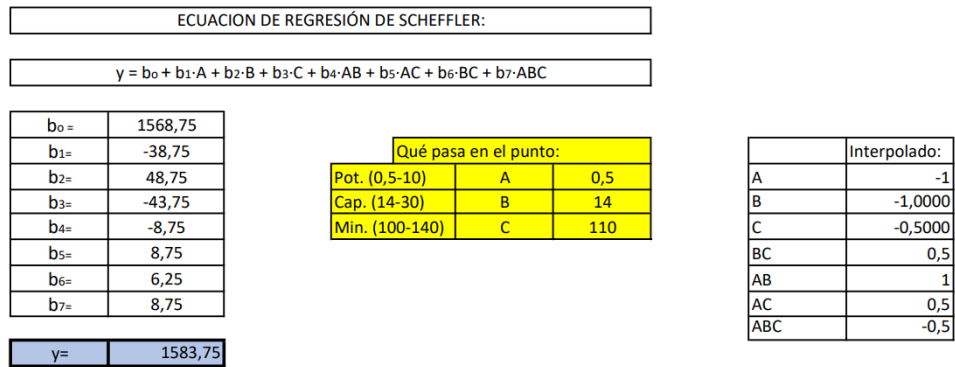 ECUACION DE REGRESIÓN DE SCHEFFLER:
y = bo + b1·A + b2·B + b3·C + b4·AB + b5·AC + b6·BC + b7·ABC
bo = 1568,75
b1= -38,75
b2= 48,75
b3= -43,75
b4= -8,75
b5= 8,75
b6= 6,25
b7= 8,75
y= 1583,75
Qué pasa en el punto:
Pot. (0,5-10) A 0,5
Cap. (14-30) B 14
Min. (100-140) C 110
Interpolado:
A -1
B -1,0000
C -0,5000
BC 0,5
AB 1
AC 0,5
ABC -0,5